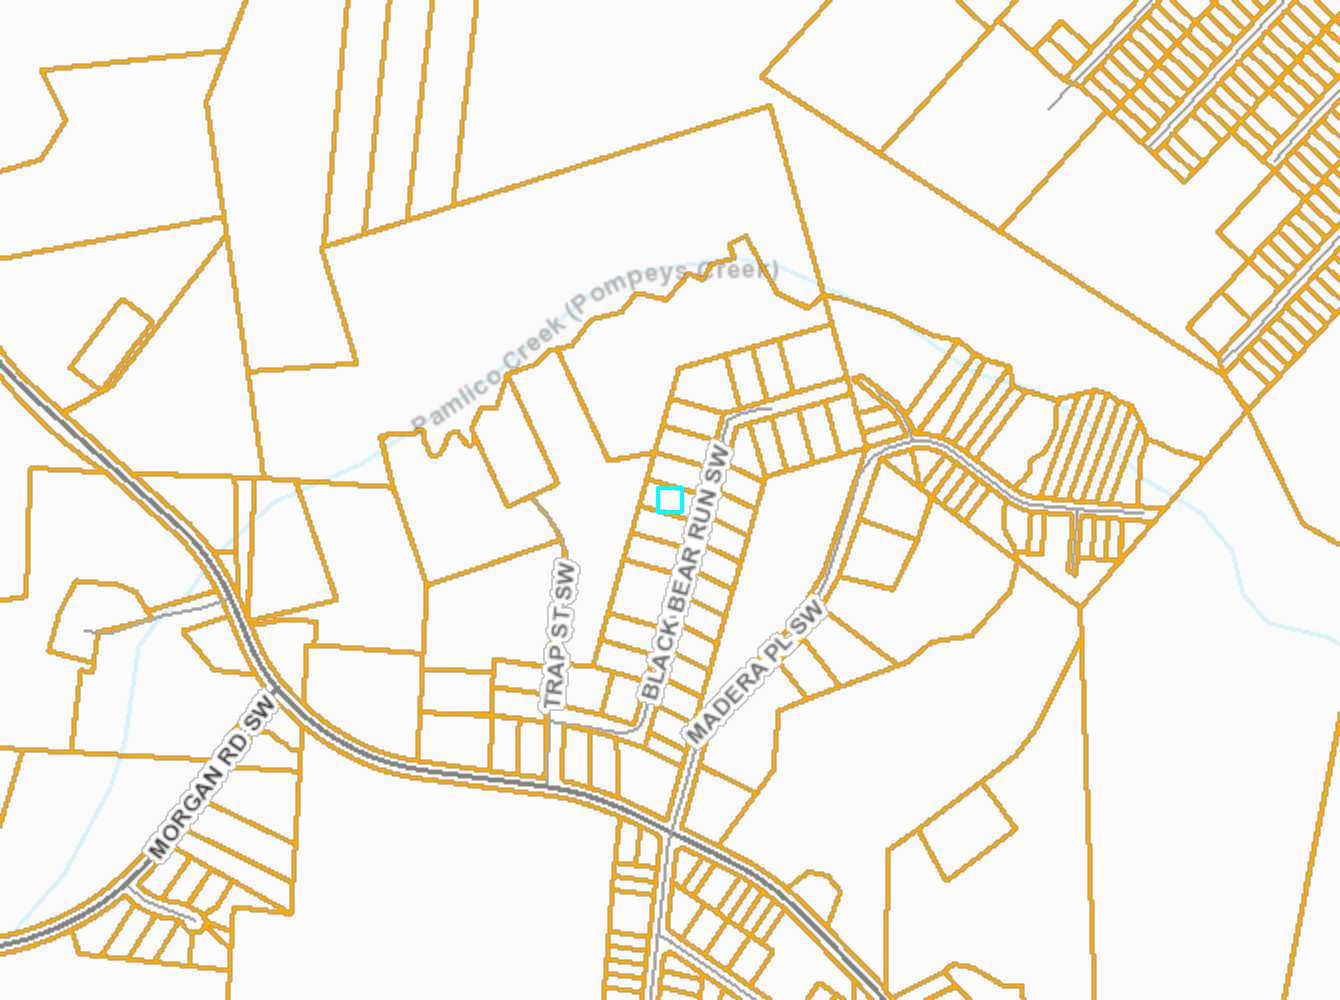 Pamlico Creek (Pompeys Creek)
BLACK BEAR RUN SW
TRAP ST SW
MADERA PL SW
MORGAN RD SW